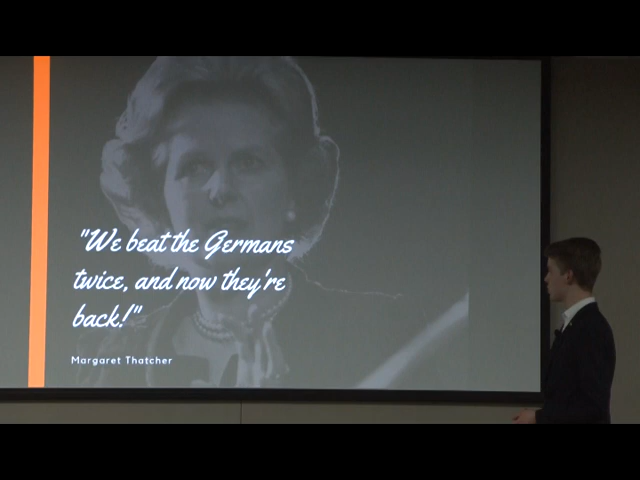 "We beat the Germans
twice, and now they're
back!"
Margaret Thatcher